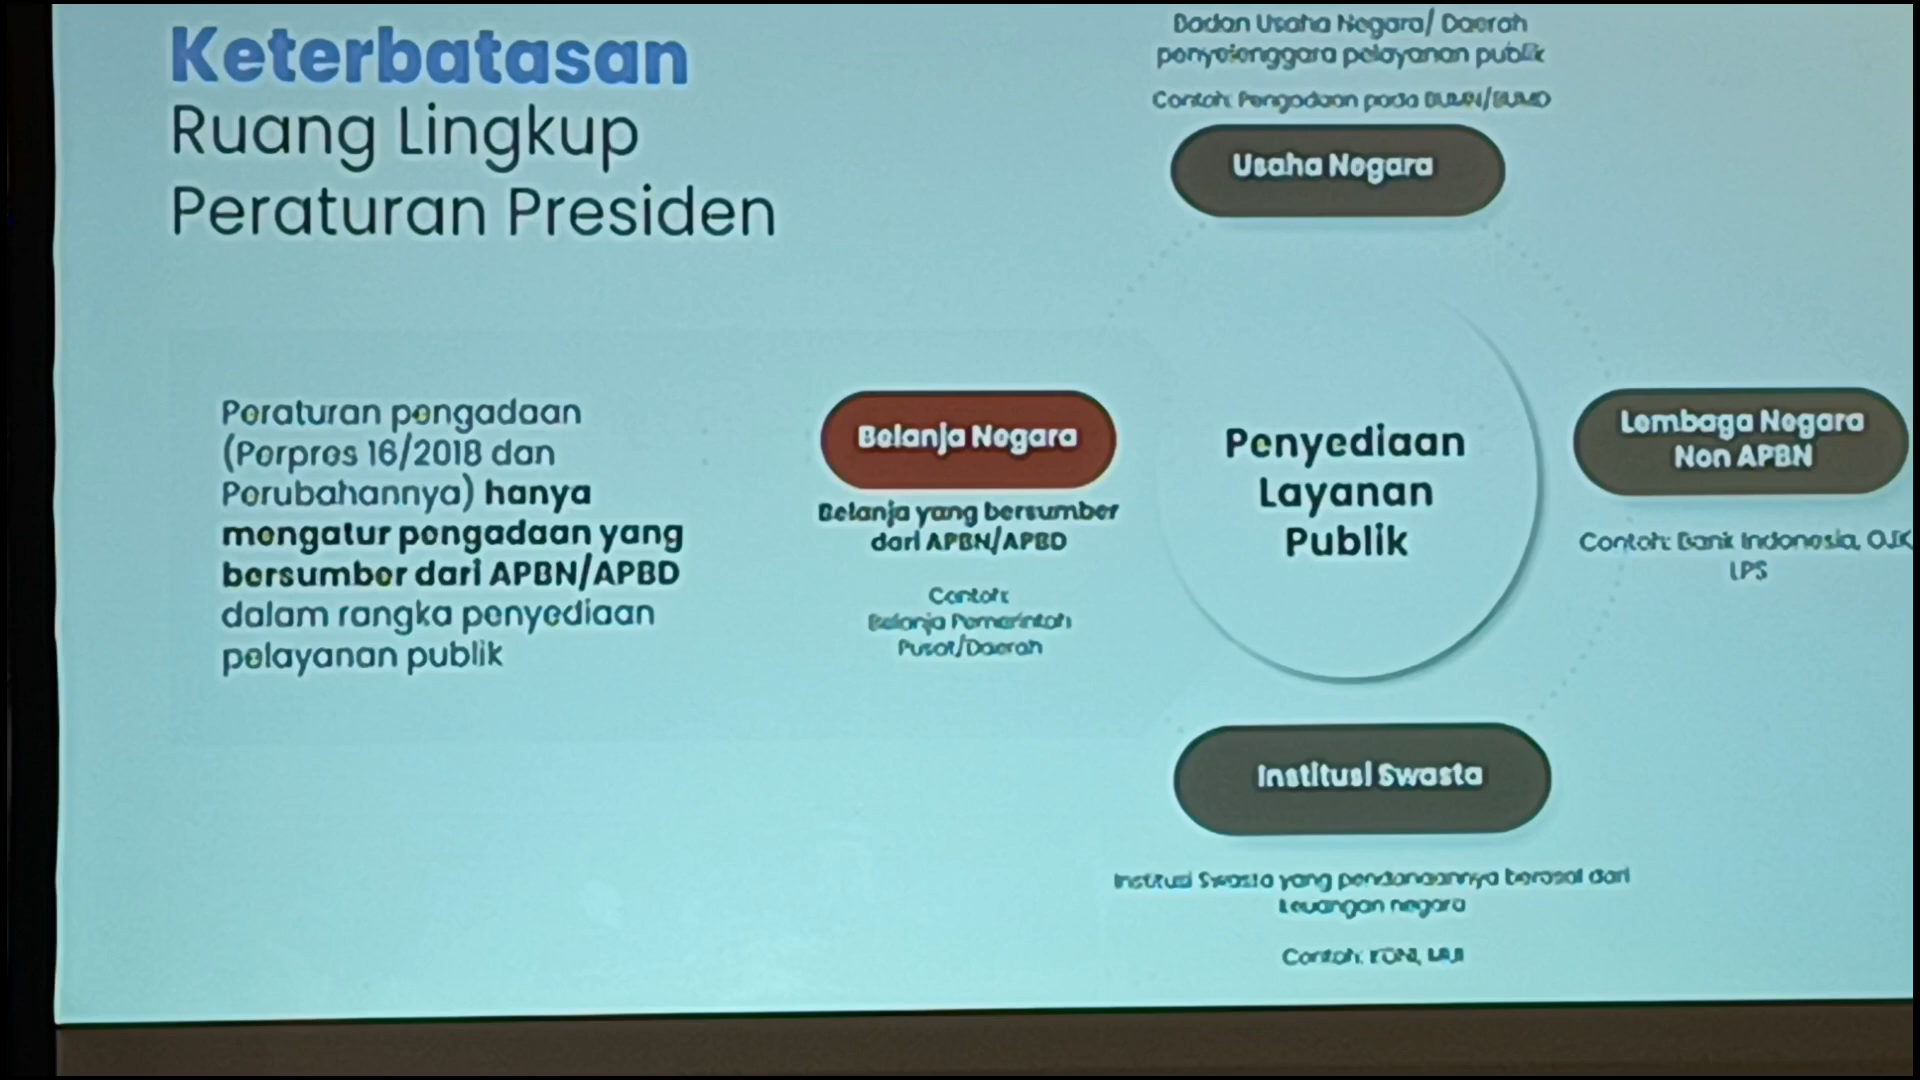 Keterbatasan
Ruang Lingkup
Peraturan Presiden
Peraturan pengadaan
(Perpres 16/2018 dan
Perubahannya) hanya
mengatur pengadaan yang
bersumber dari APBN/APBD
dalam rangka penyediaan
pelayanan publik
Badan Usaha Negara/ Daerah
penyelenggara pelayanan publik
Contoh: Pengadaan pada BUMN/BUMD
Usaha Negara
Belanja Negara
Belanja yang bersumber
dari APBN/APBD
Contoh:
Belanja Pemerintah
Pusat/Daerah
Penyediaan
Layanan
Publik
Lembaga Negara
Non APBN
Contoh: Bank Indonesia, OJK
LPS
Institusi Swasta
Institusi Swasta yang pendanaannya berasal dari
keuangan negara
Contoh: KONI,